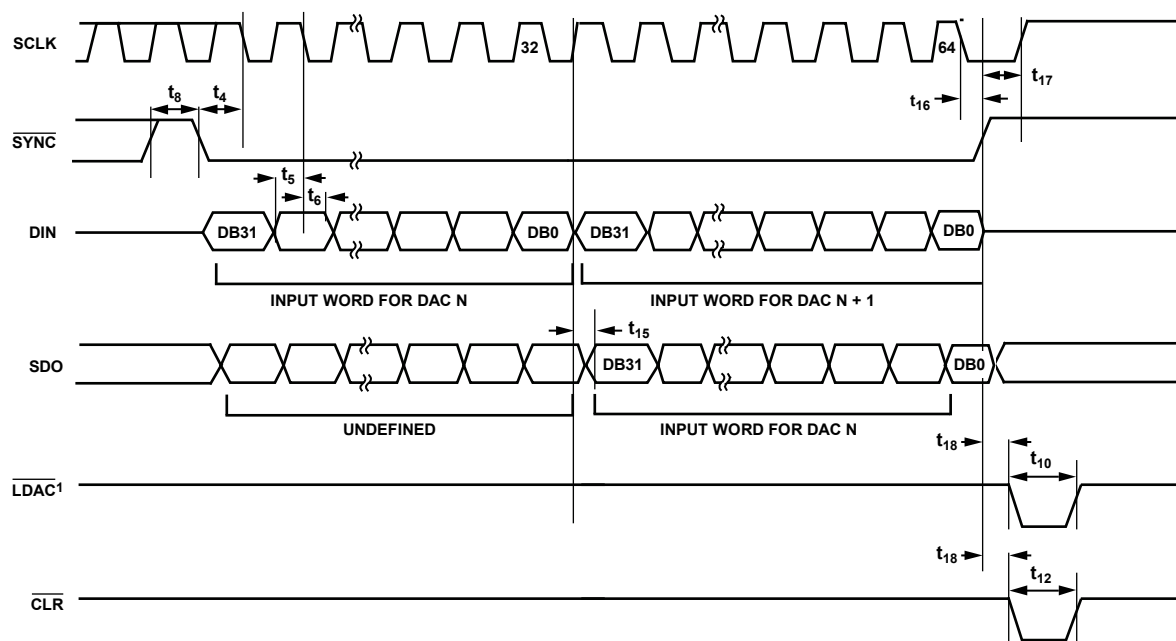 SCLK
32
64
t8
t4
t16
t17
SYNC
t5
t6
DIN
DB31
DB0
DB31
DB0
INPUT WORD FOR DAC N
INPUT WORD FOR DAC N + 1
t15
SDO
DB31
DB0
UNDEFINED
INPUT WORD FOR DAC N
t18
t10
LDAC1
t18
t12
CLR